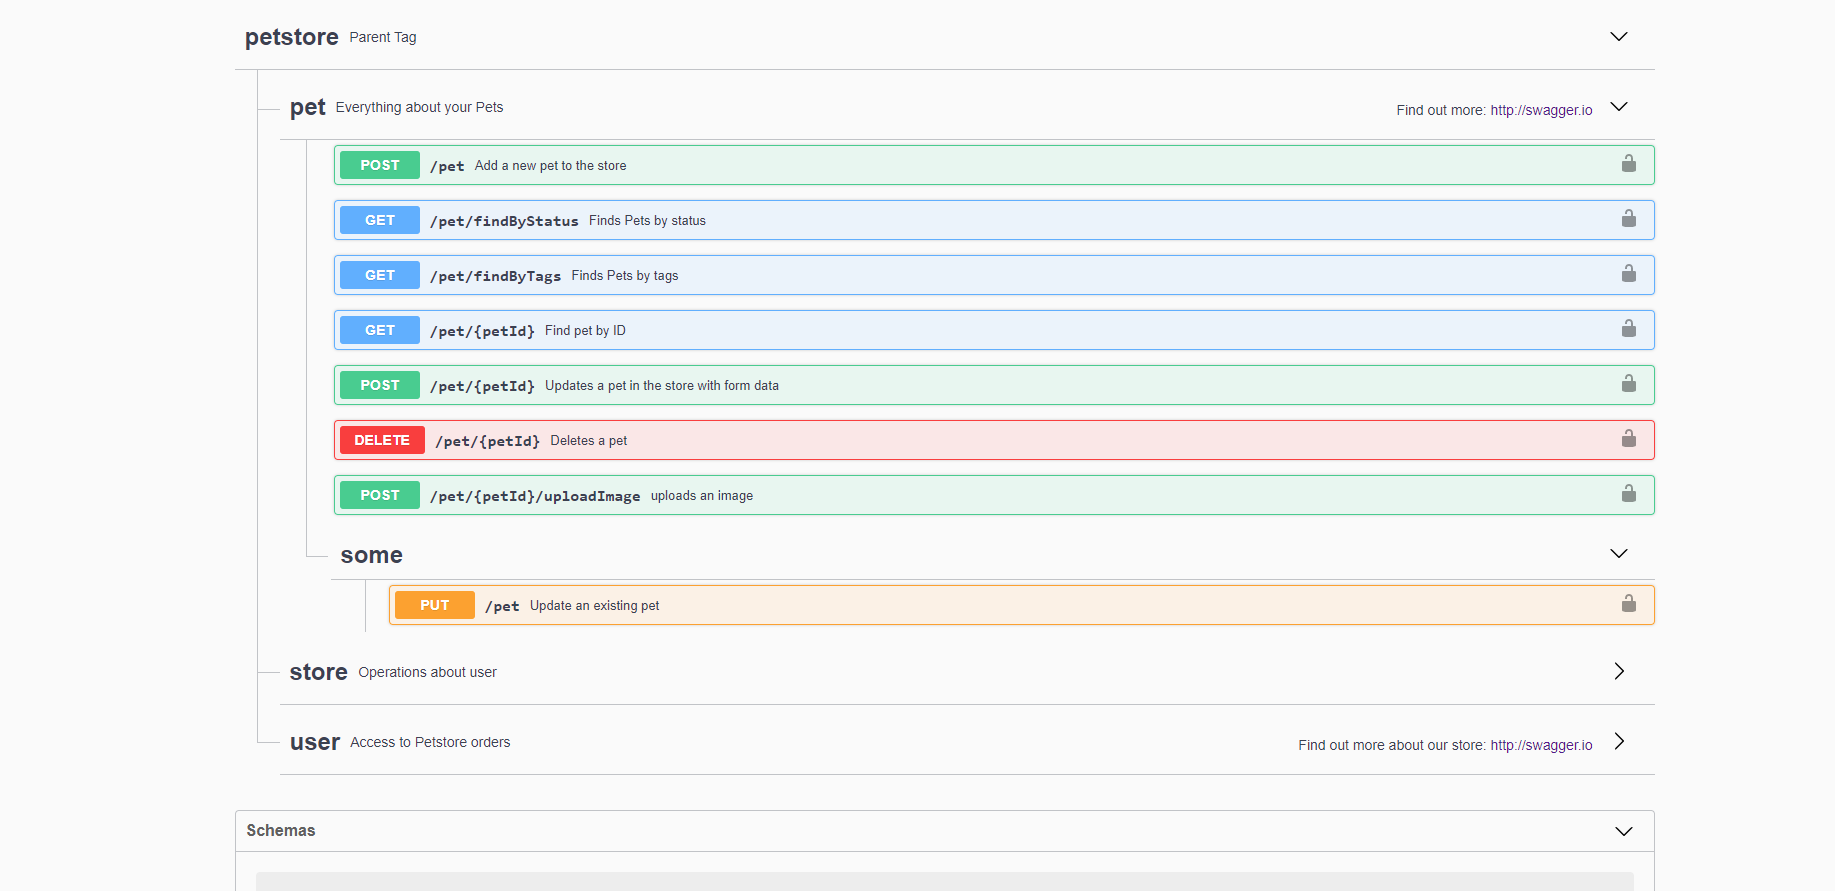 petstore Parent Tag
pet Everything about your Pets Find out more: http://swagger.io
POST /pet Add a new pet to the store
GET /pet/findByStatus Finds Pets by status
GET /pet/findByTags Finds Pets by tags
GET /pet/{petId} Find pet by ID
POST /pet/{petId} Updates a pet in the store with form data
DELETE /pet/{petId} Deletes a pet
POST /pet/{petId}/uploadImage uploads an image
some
PUT /pet Update an existing pet
store Operations about user
user Access to Petstore orders Find out more about our store: http://swagger.io
Schemas